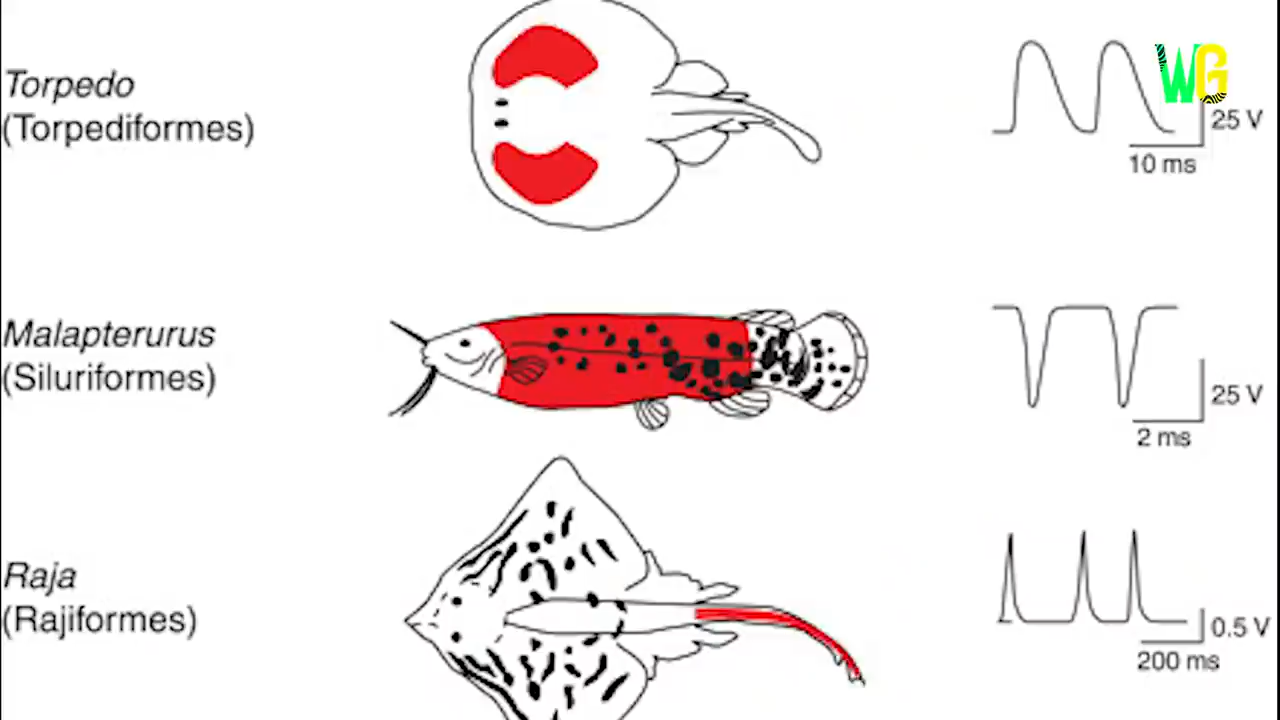 Torpedo
(Torpediformes)
WG
25 V
10 ms
Malapterurus
(Siluriformes)
25 V
2 ms
Raja
(Rajiformes)
0.5 V
200 ms